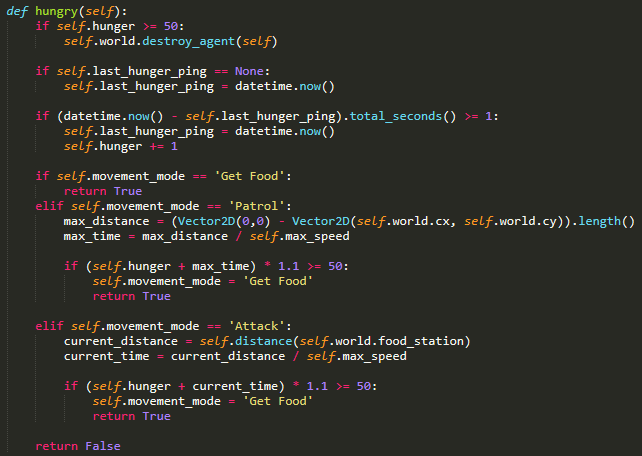 def hungry(self):
    if self.hunger >= 50:
        self.world.destroy_agent(self)

    if self.last_hunger_ping == None:
        self.last_hunger_ping = datetime.now()

    if (datetime.now() - self.last_hunger_ping).total_seconds() >= 1:
        self.last_hunger_ping = datetime.now()
        self.hunger += 1

    if self.movement_mode == 'Get Food':
        return True
    elif self.movement_mode == 'Patrol':
        max_distance = (Vector2D(0,0) - Vector2D(self.world.cx, self.world.cy)).length()
        max_time = max_distance / self.max_speed

        if (self.hunger + max_time) * 1.1 >= 50:
            self.movement_mode = 'Get Food'
            return True

    elif self.movement_mode == 'Attack':
        current_distance = self.distance(self.world.food_station)
        current_time = current_distance / self.max_speed

        if (self.hunger + current_time) * 1.1 >= 50:
            self.movement_mode = 'Get Food'
            return True

    return False